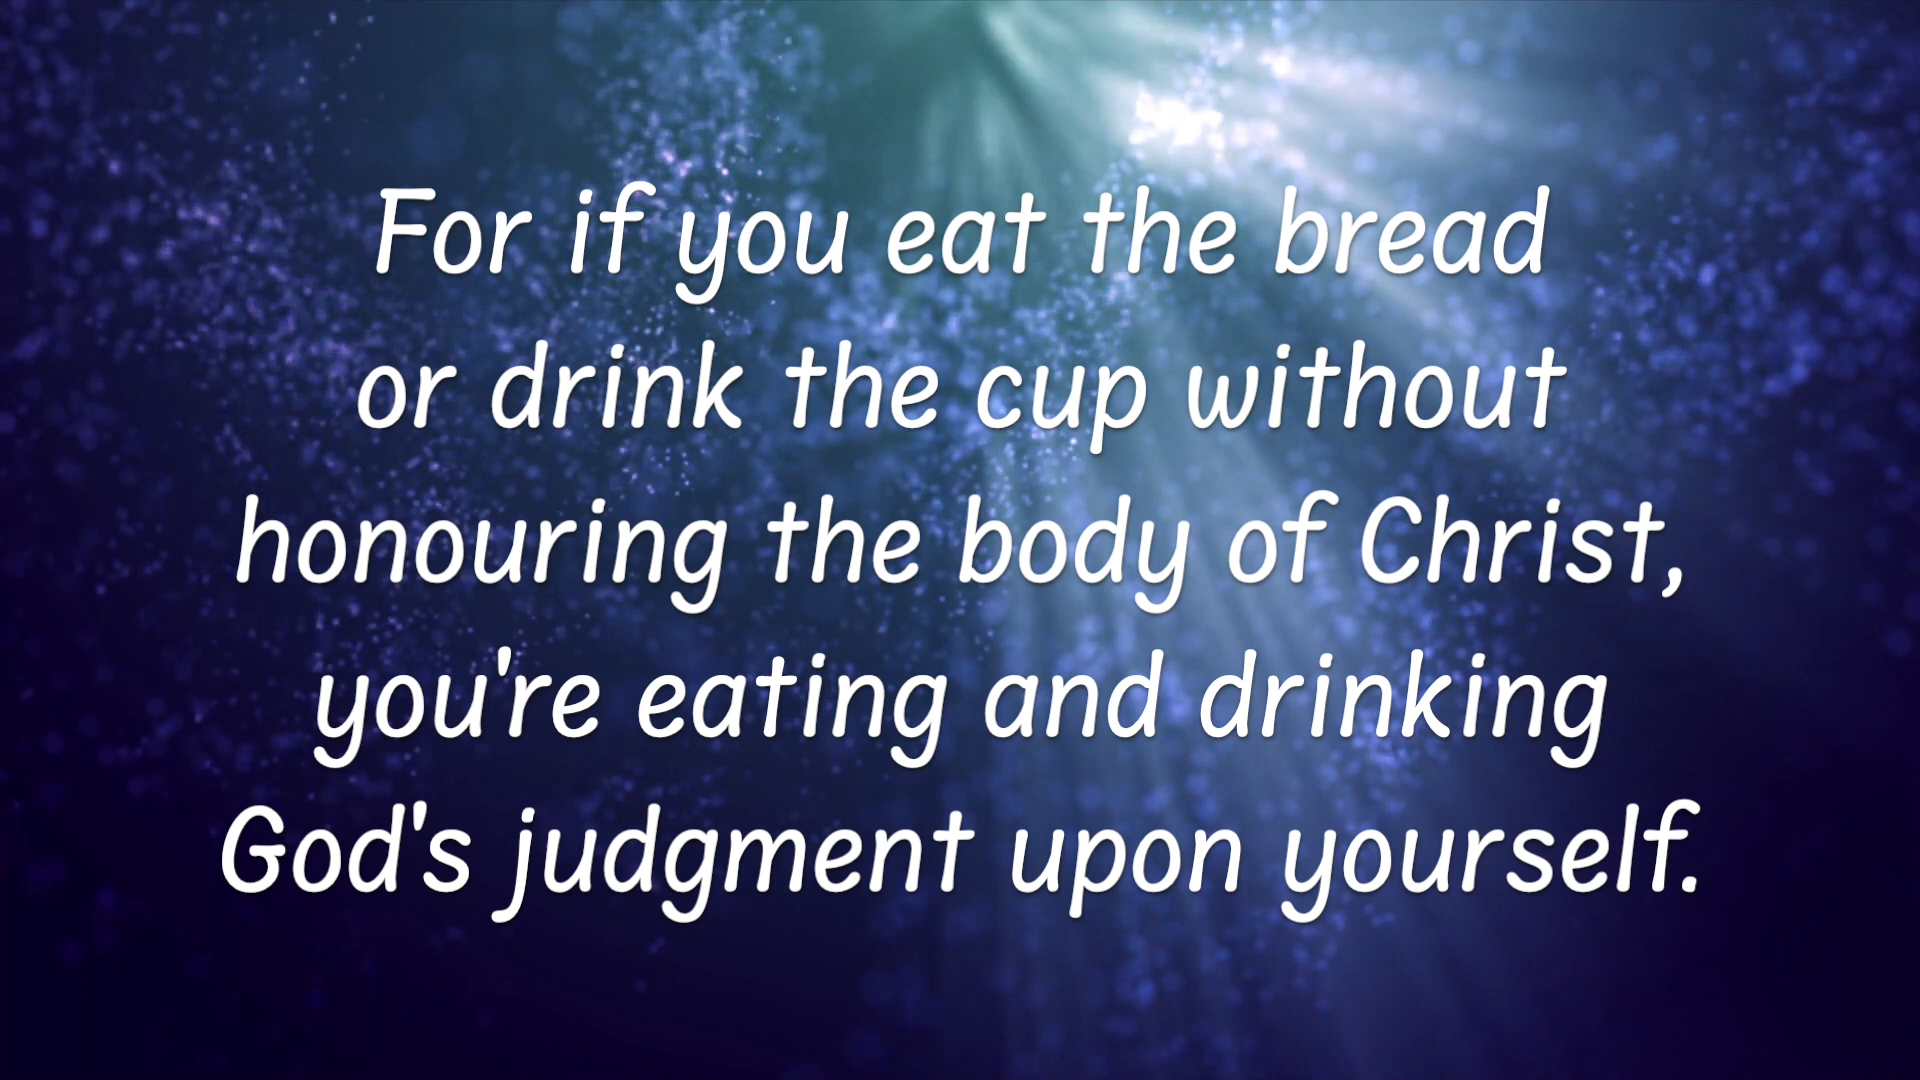 For if you eat the bread
or drink the cup without
honouring the body of Christ,
you're eating and drinking
God's judgment upon yourself.